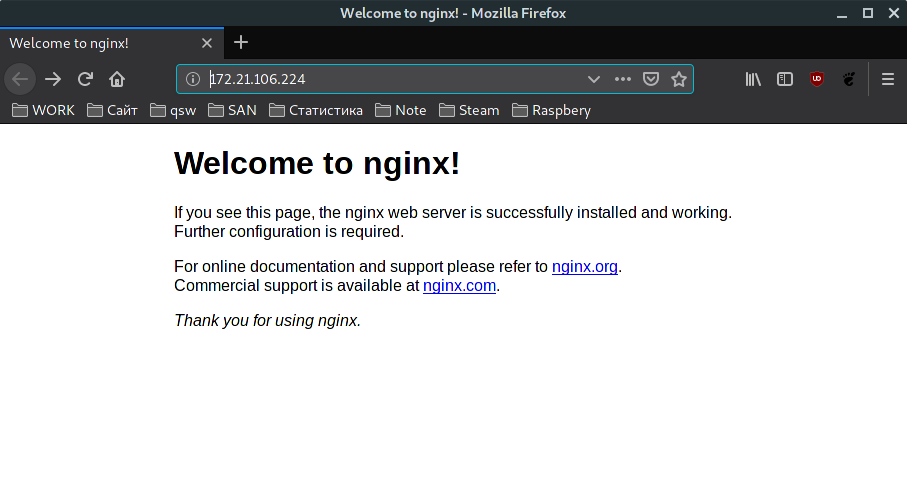 Welcome to nginx! - Mozilla Firefox
Welcome to nginx!
172.21.106.224
WORK Сайт qsw SAN Статистика Note Steam Raspbery
Welcome to nginx!
If you see this page, the nginx web server is successfully installed and working.
Further configuration is required.
For online documentation and support please refer to nginx.org.
Commercial support is available at nginx.com.
Thank you for using nginx.